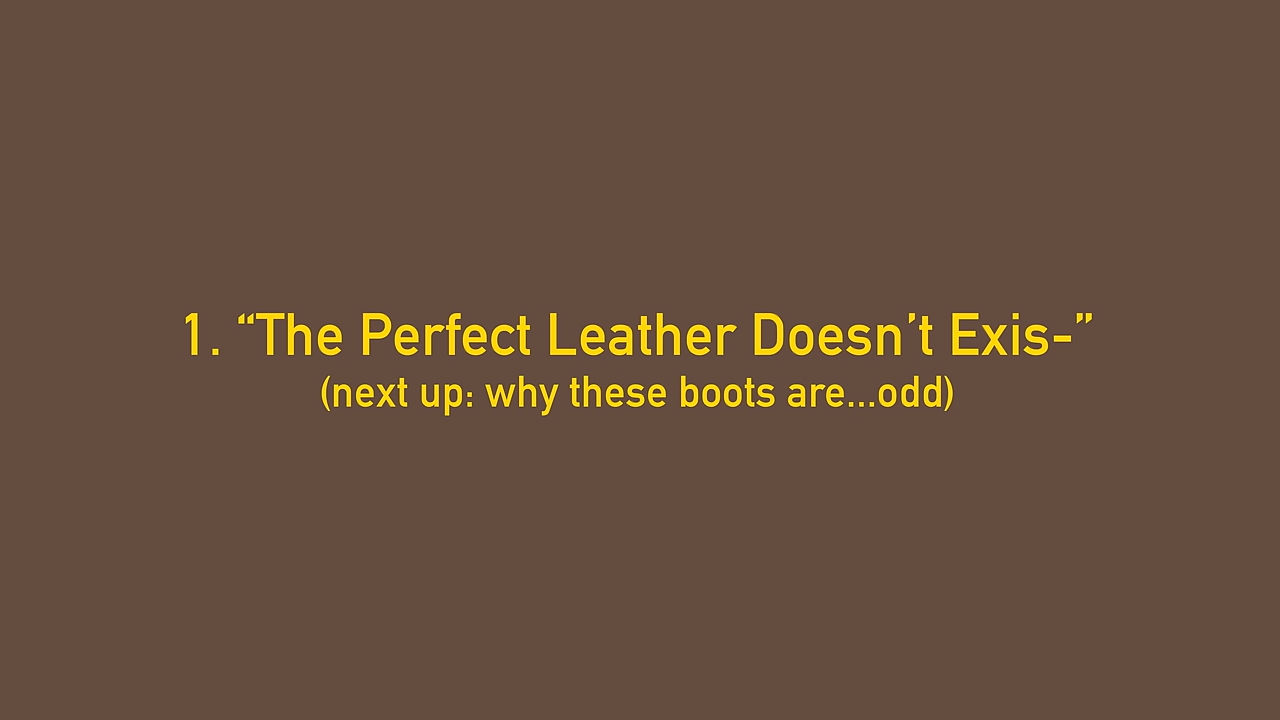 1. “The Perfect Leather Doesn’t Exis-”
(next up: why these boots are...odd)